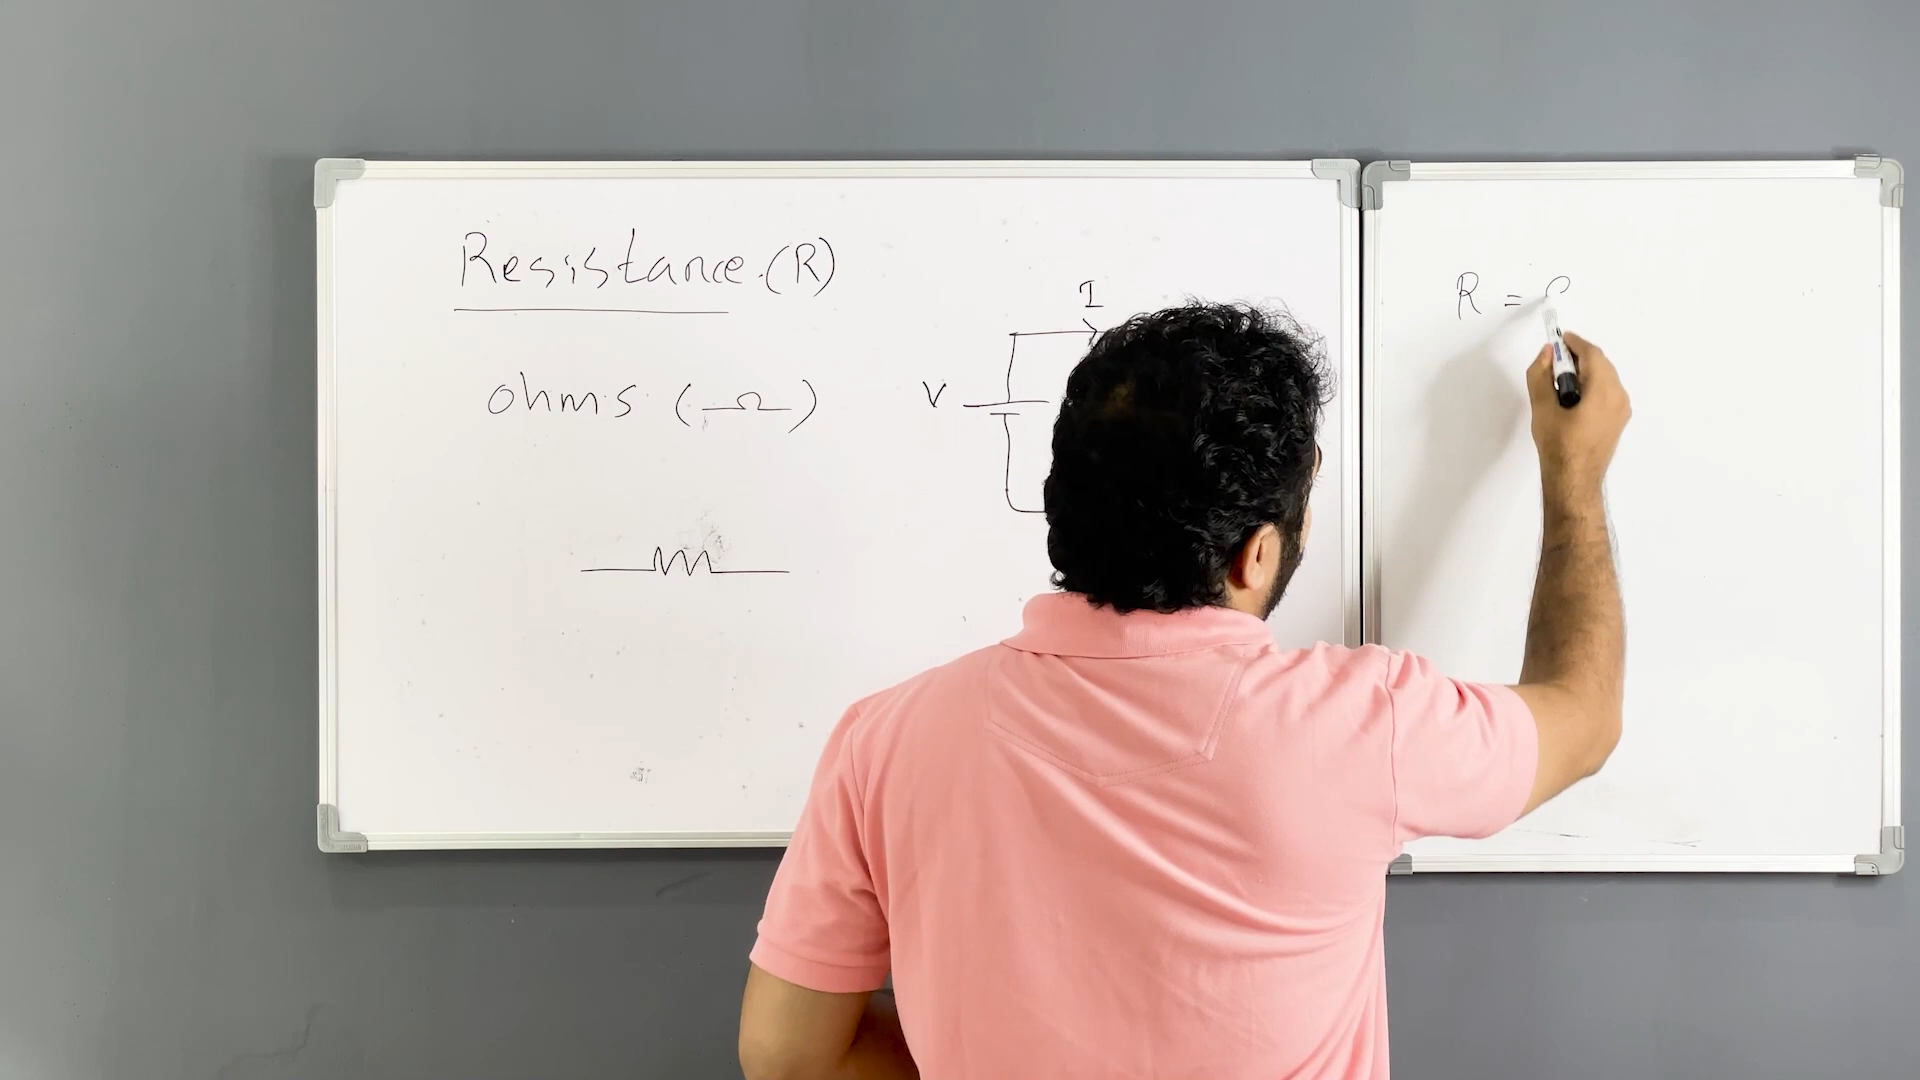 Resistance (R)
ohms (Ω)
I
V
R =